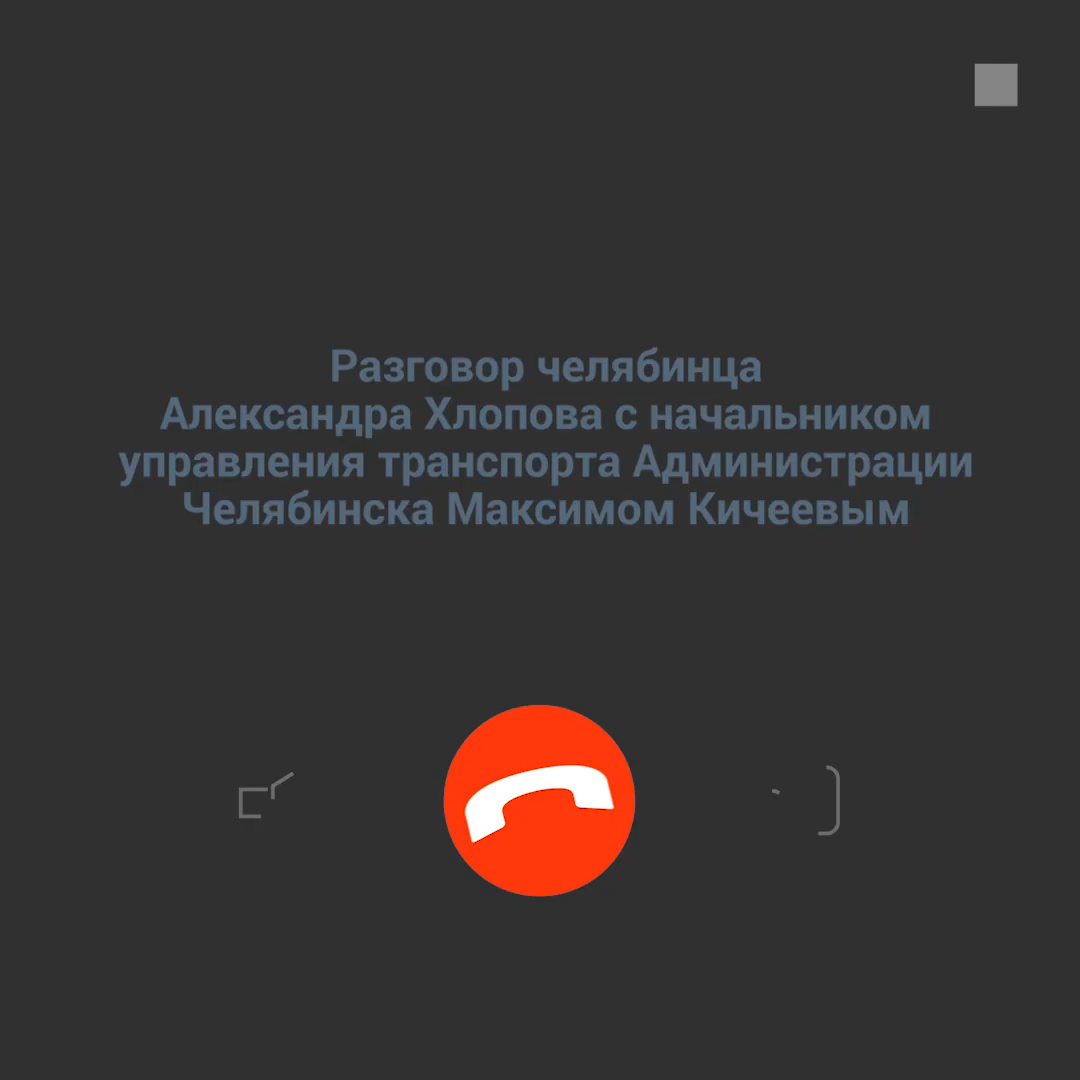 Разговор челябинца
Александра Хлопова с начальником
управления транспорта Администрации
Челябинска Максимом Кичеевым